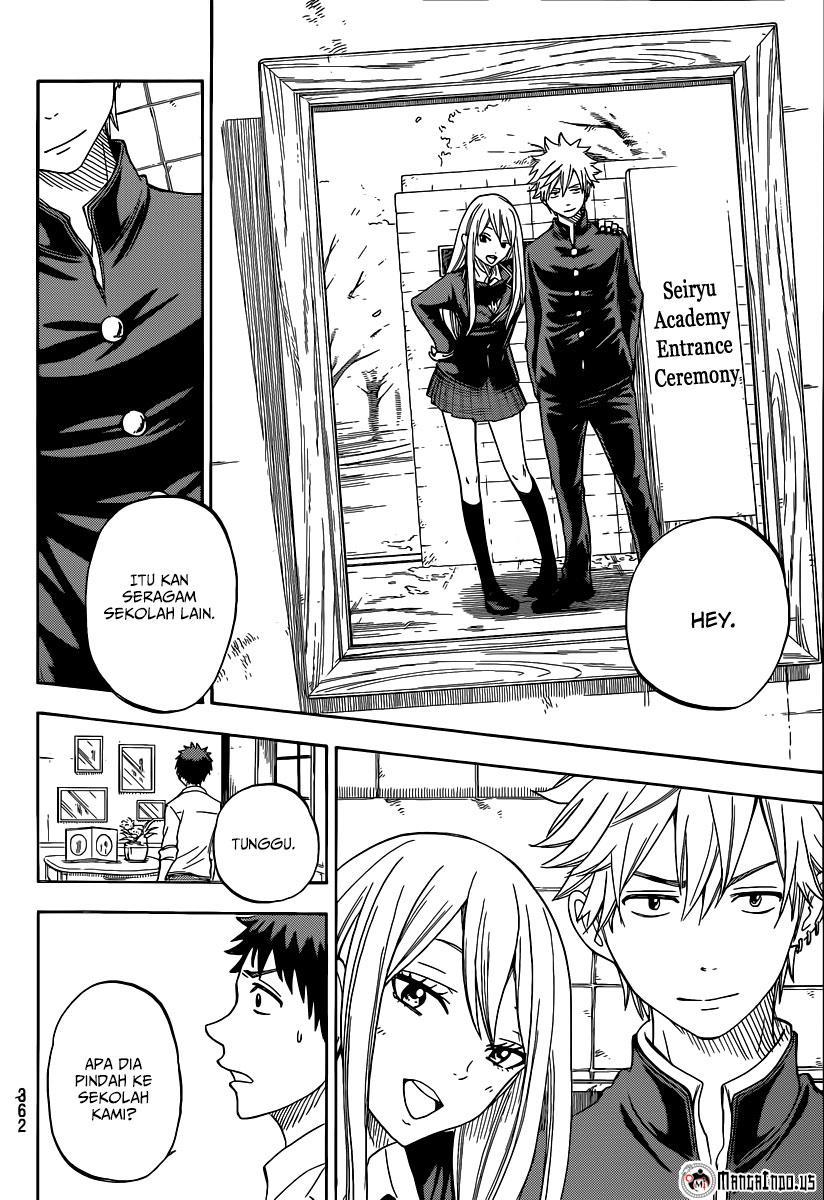 Seiryu
Academy
Entrance
Ceremony
HEY.
ITU KAN
SERAGAM
SEKOLAH LAIN.
TUNGGU.
APA DIA
PINDAH KE
SEKOLAH
KAMI?
362
MangaIndo.us